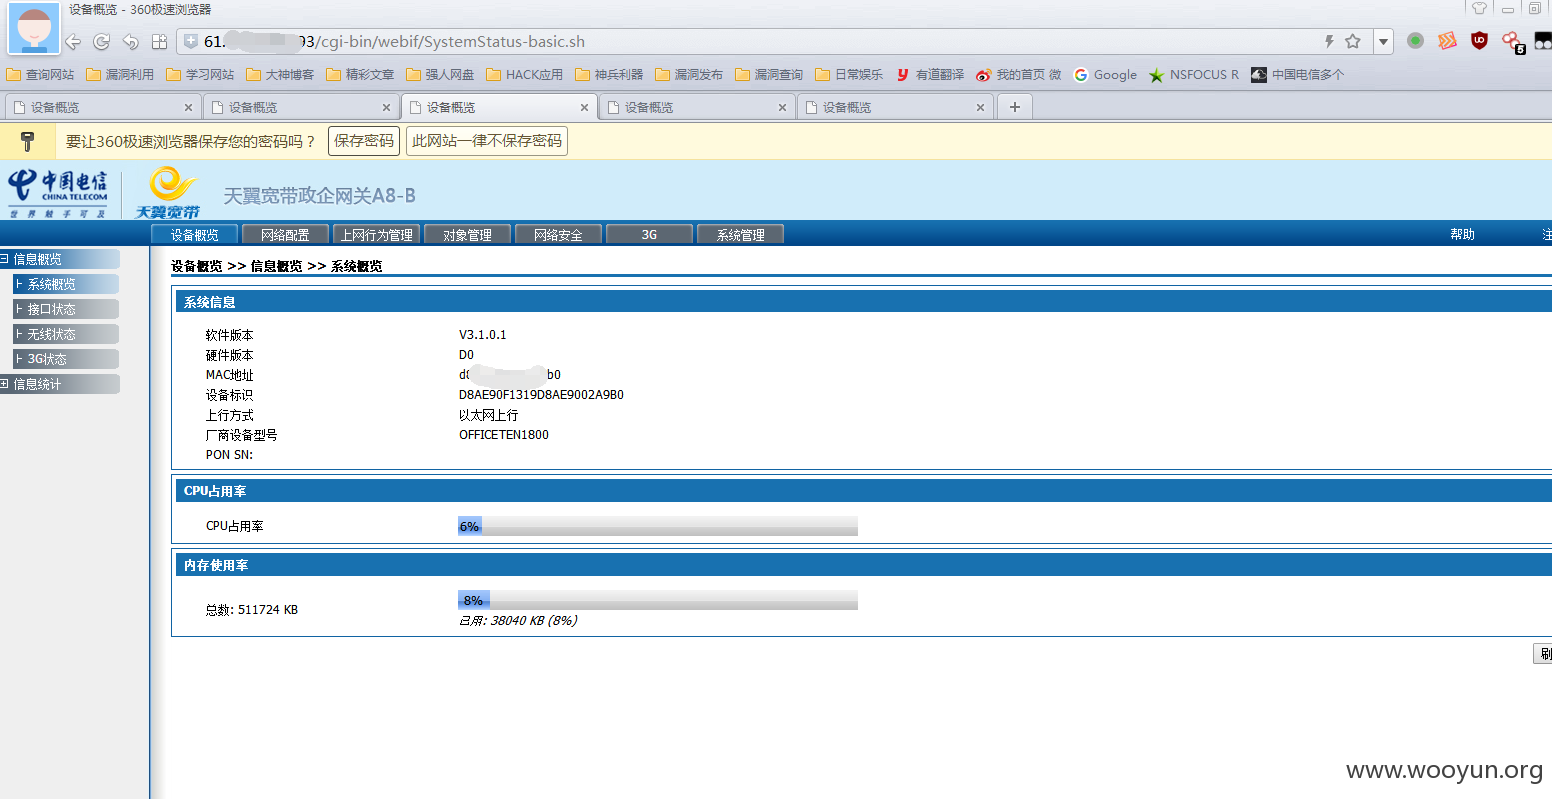 设备概览 - 360极速浏览器
61. 93/cgi-bin/webif/SystemStatus-basic.sh
查询网站 漏洞利用 学习网站 大神博客 精彩文章 强人网盘 HACK应用 神兵利器 漏洞发布 漏洞查询 日常娱乐 有道翻译 我的首页 微 Google NSFOCUS R 中国电信多个
设备概览 设备概览 设备概览 设备概览 设备概览
要让360极速浏览器保存您的密码吗？ 保存密码 此网站一律不保存密码
中国电信 CHINA TELECOM 世界触手可及 天翼宽带 天翼宽带政企网关A8-B
设备概览 网络配置 上网行为管理 对象管理 网络安全 3G 系统管理 帮助 注
信息概览
系统概览
接口状态
无线状态
3G状态
信息统计
设备概览 >> 信息概览 >> 系统概览
系统信息
软件版本 V3.1.0.1
硬件版本 D0
MAC地址 d8 b0
设备标识 D8AE90F1319D8AE9002A9B0
上行方式 以太网上行
厂商设备型号 OFFICETEN1800
PON SN:
CPU占用率
CPU占用率 6%
内存使用率
总数: 511724 KB 8%
已用: 38040 KB (8%)
刷
www.wooyun.org